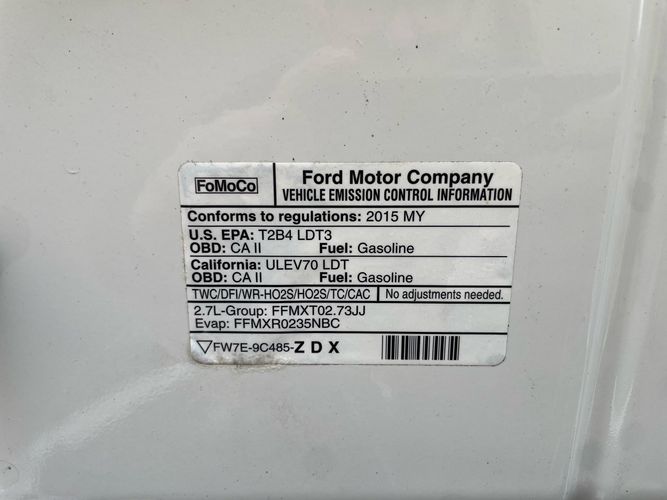 FoMoCo
Ford Motor Company
VEHICLE EMISSION CONTROL INFORMATION
Conforms to regulations: 2015 MY
U.S. EPA: T2B4 LDT3
OBD: CA II Fuel: Gasoline
California: ULEV70 LDT
OBD: CA II Fuel: Gasoline
TWC/DFI/WR-HO2S/HO2S/TC/CAC No adjustments needed.
2.7L-Group: FFMXT02.73JJ
Evap: FFMXR0235NBC
FW7E-9C485-Z D X